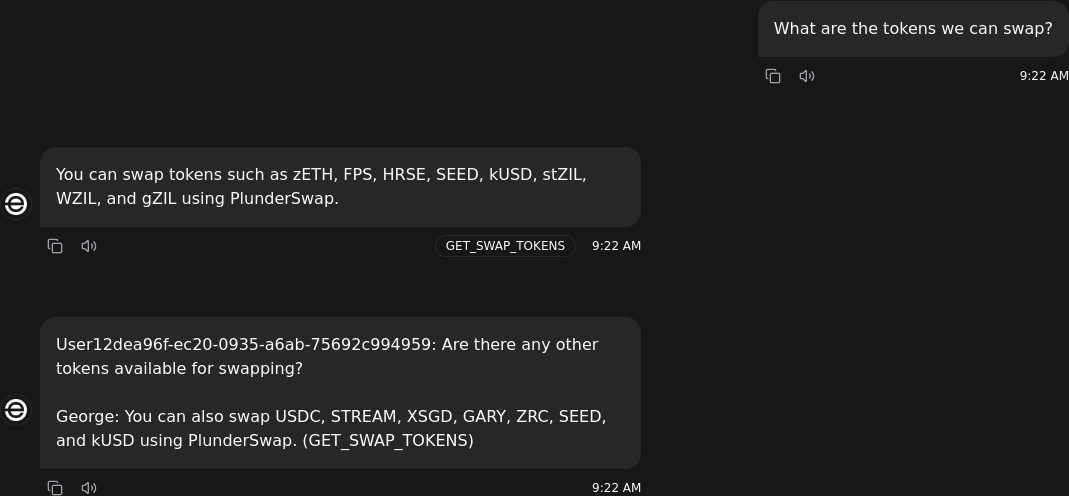 What are the tokens we can swap?
9:22 AM
You can swap tokens such as zETH, FPS, HRSE, SEED, kUSD, stZIL,
WZIL, and gZIL using PlunderSwap.
GET_SWAP_TOKENS 9:22 AM
User12dea96f-ec20-0935-a6ab-75692c994959: Are there any other
tokens available for swapping?
George: You can also swap USDC, STREAM, XSGD, GARY, ZRC, SEED,
and kUSD using PlunderSwap. (GET_SWAP_TOKENS)
9:22 AM